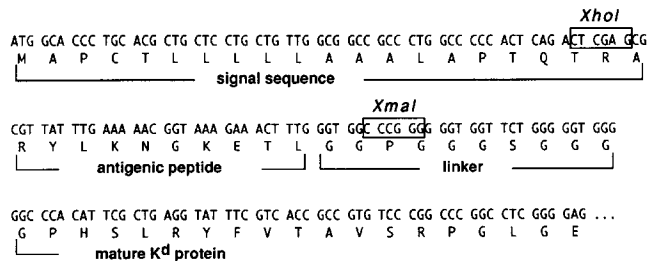 XhoI
ATG GCA CCC TGC ACG CTG CTC CTG CTG TTG GCG GCC GCC CTG GCC CCC ACT CAG ACT CGA GCG
M A P C T L L L L L A A A L A P T Q T R A
signal sequence
XmaI
CGT TAT TTG AAA AAC GGT AAA GAA ACT TTG GGT GGC CCG GGG GGT GGT TCT GGG GGT GGG
R Y L K N G K E T L G G P G G G S G G G
antigenic peptide linker
GGC CCA CAT TCG CTG AGG TAT TTC GTC ACC GCC GTG TCC CGG CCC GGC CTC GGG GAG ...
G P H S L R Y F V T A V S R P G L G E
mature Kd protein